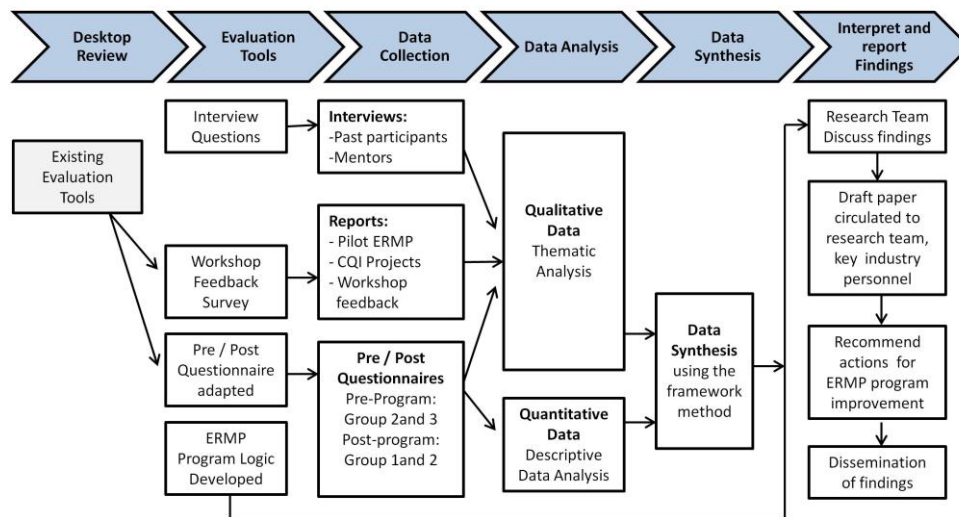 Desktop
Review
Evaluation
Tools
Data
Collection
Data Analysis
Data
Synthesis
Interpret and
report
Findings
Existing
Evaluation
Tools
Interview
Questions
Workshop
Feedback
Survey
Pre / Post
Questionnaire
adapted
ERMP
Program Logic
Developed
Interviews:
-Past participants
-Mentors
Reports:
- Pilot ERMP
- CQI Projects
- Workshop
feedback
Pre / Post
Questionnaires
Pre-Program:
Group 2and 3
Post-program:
Group 1and 2
Qualitative
Data
Thematic
Analysis
Quantitative
Data
Descriptive
Data Analysis
Data
Synthesis
using the
framework
method
Research Team
Discuss findings
Draft paper
circulated to
research team,
key industry
personnel
Recommend
actions for
ERMP program
improvement
Dissemination
of findings